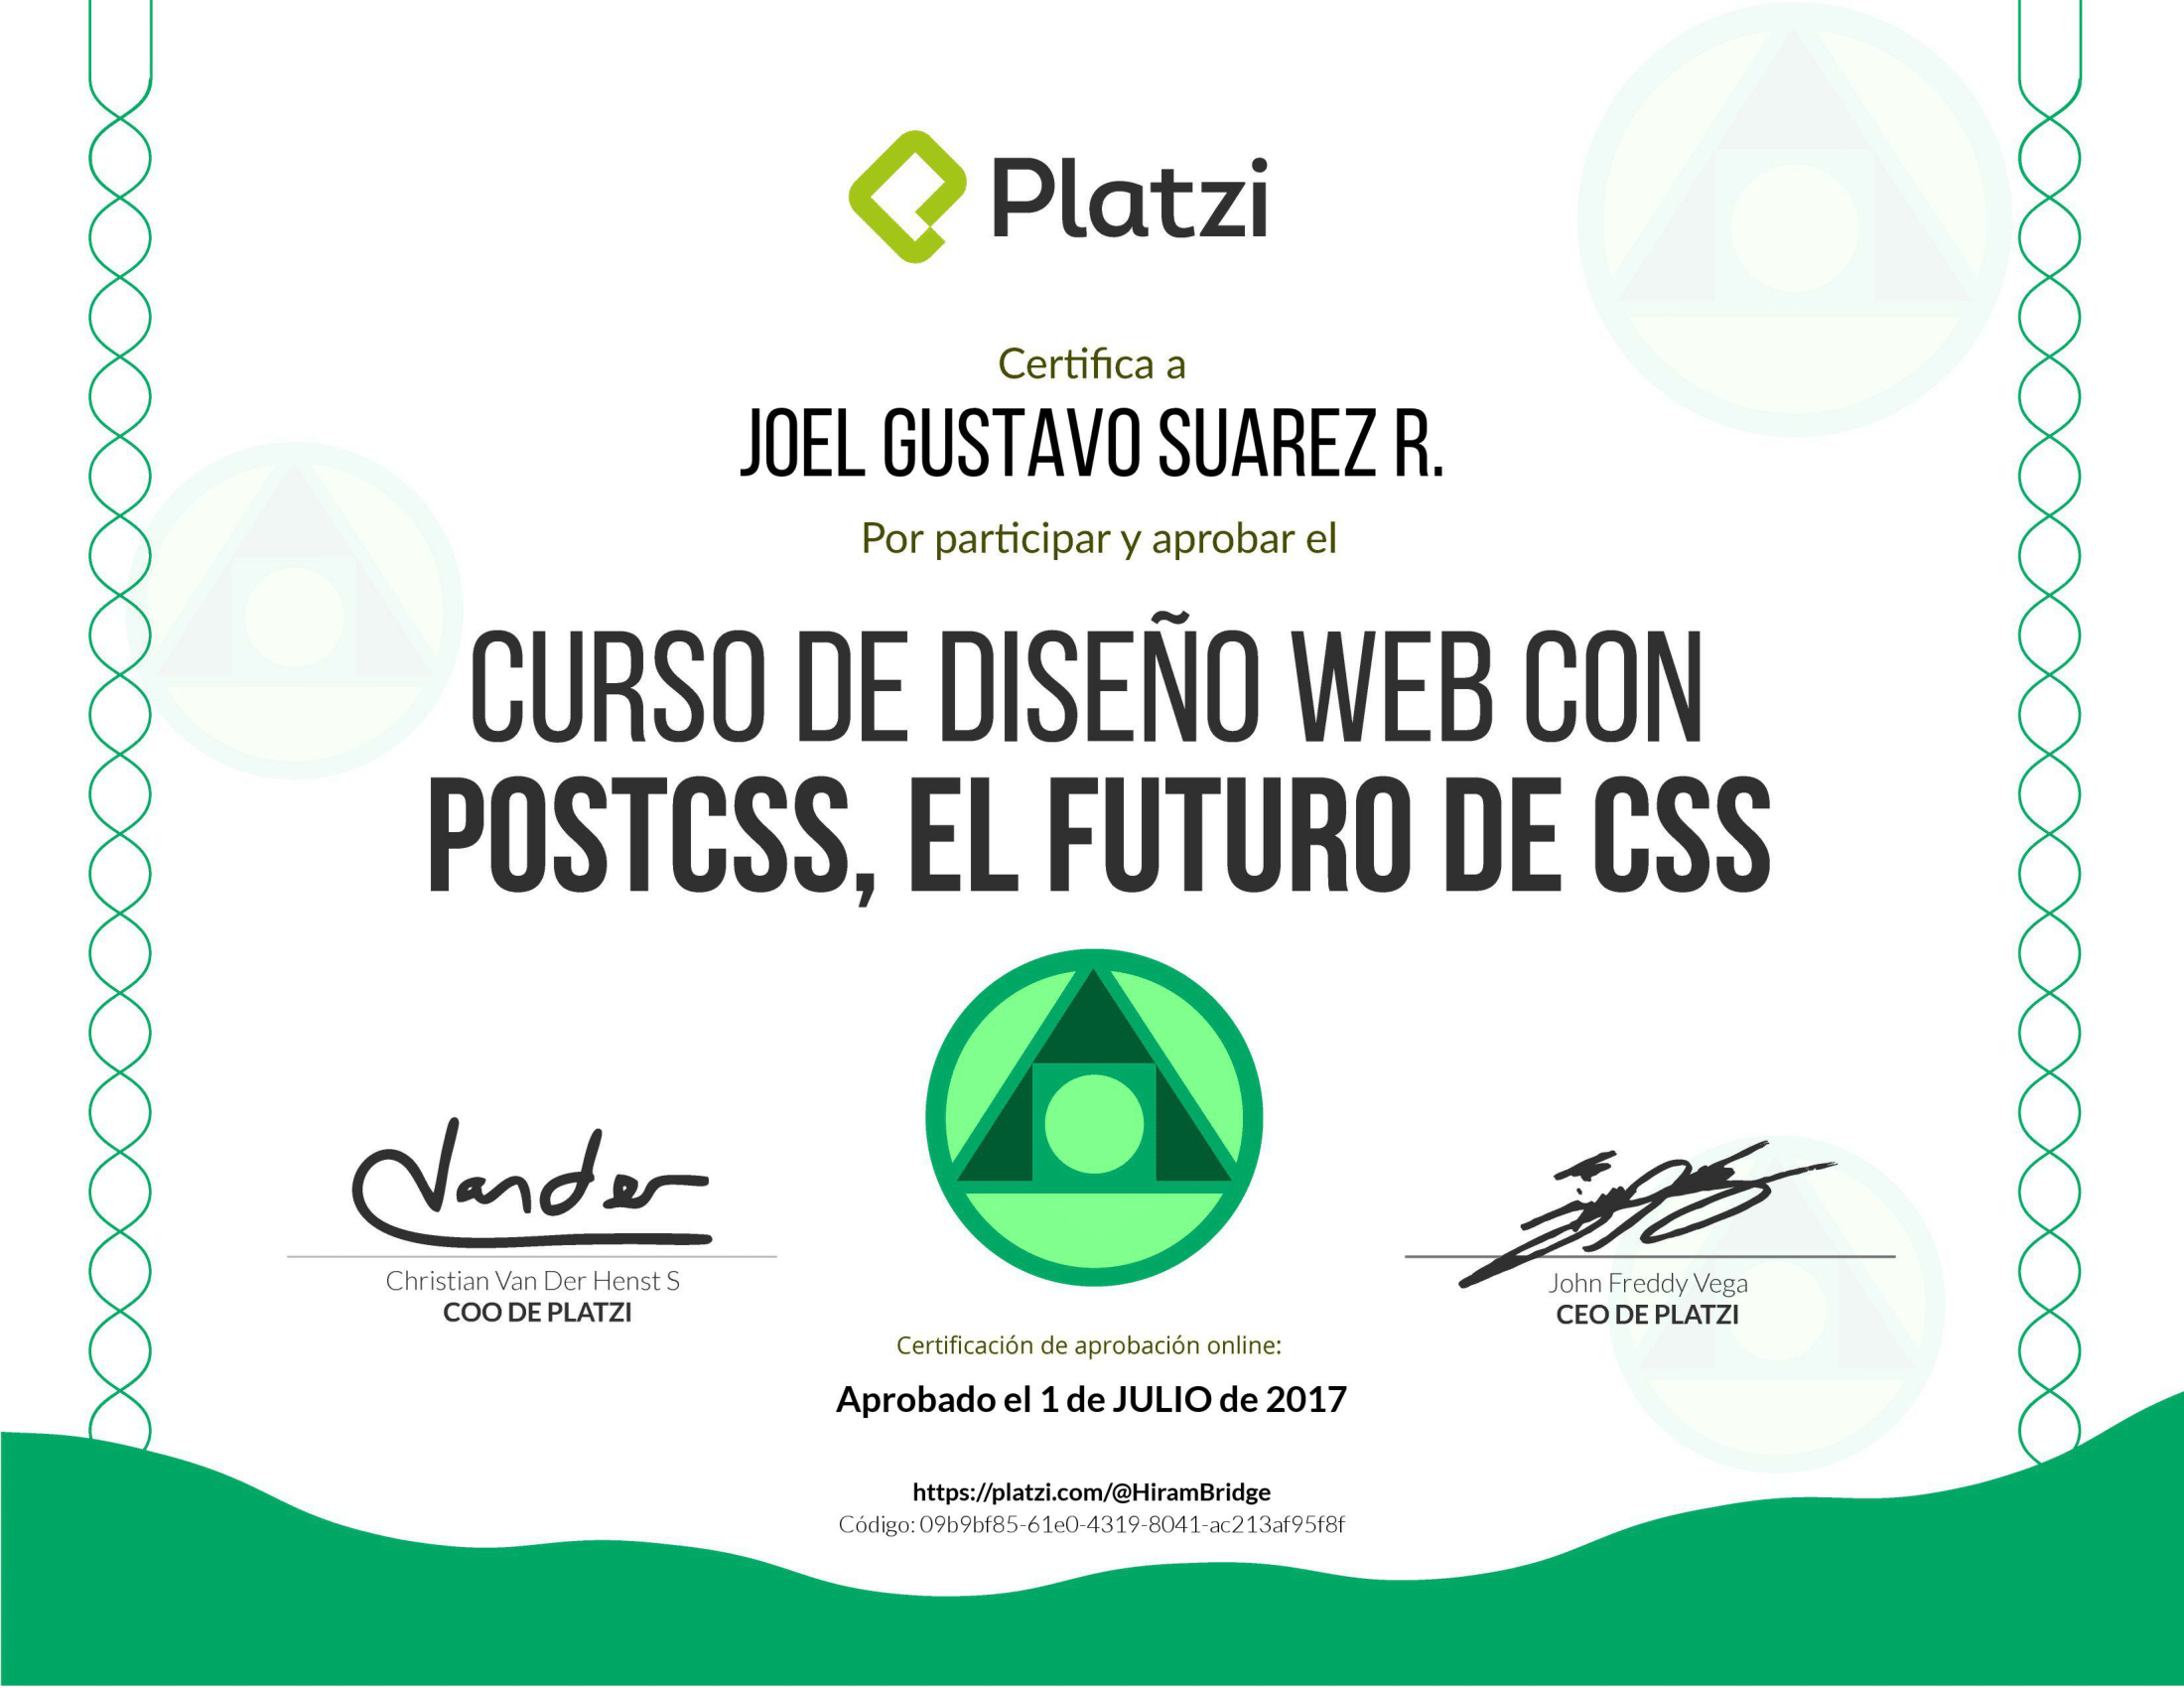 Platzi
Certifica a
JOEL GUSTAVO SUAREZ R.
Por participar y aprobar el
CURSO DE DISEÑO WEB CON
POSTCSS, EL FUTURO DE CSS
Vander
Christian Van Der Henst S
COO DE PLATZI
John Freddy Vega
CEO DE PLATZI
Certificación de aprobación online:
Aprobado el 1 de JULIO de 2017
https://platzi.com/@HiramBridge
Código: 09b9bf85-61e0-4319-8041-ac213af95f8f